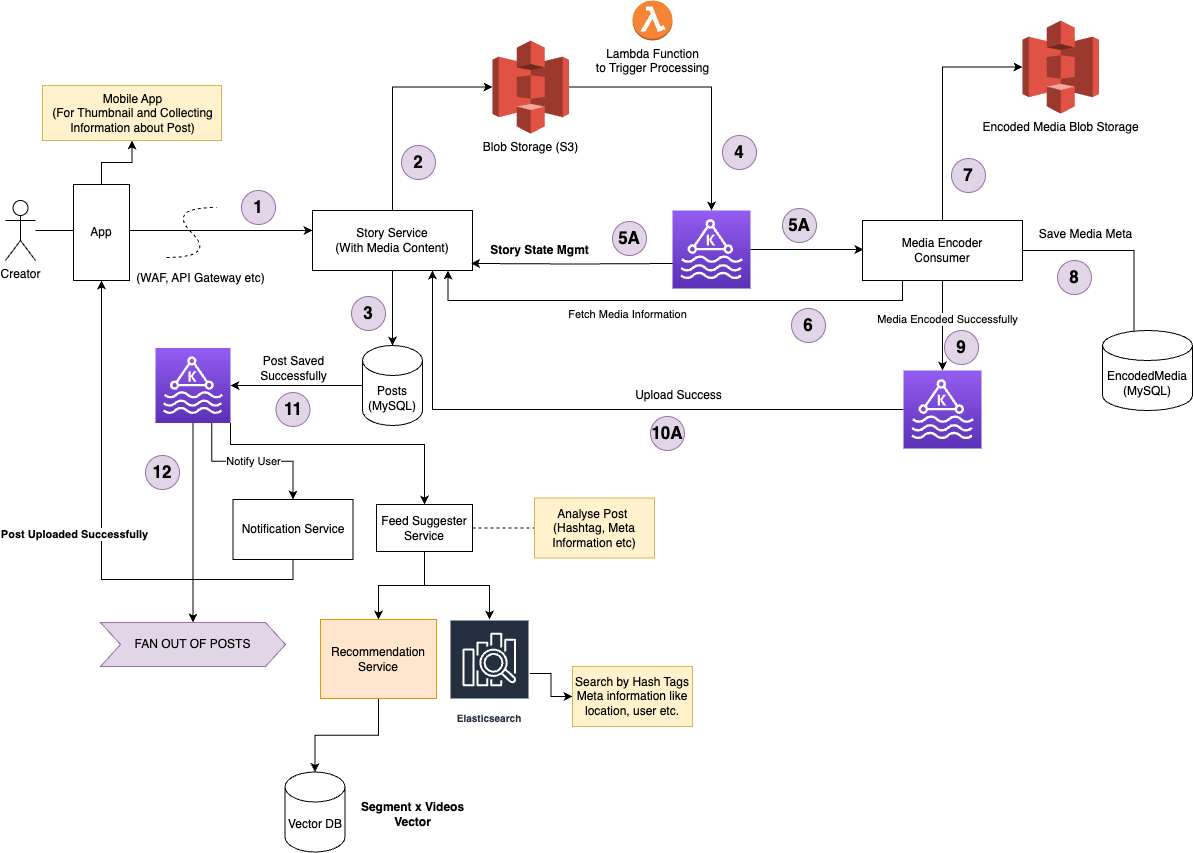 Lambda Function
to Trigger Processing
Mobile App
(For Thumbnail and Collecting
Information about Post)
Blob Storage (S3)
Encoded Media Blob Storage
2
4
7
1
App
Creator
(WAF, API Gateway etc)
Story Service
(With Media Content)
5A
Story State Mgmt
K
5A
Media Encoder
Consumer
Save Media Meta
8
Fetch Media Information
6
3
Media Encoded Successfully
9
K
Post Saved
Successfully
11
Posts
(MySQL)
Upload Success
10A
K
EncodedMedia
(MySQL)
12
Notify User
Post Uploaded Successfully
Notification Service
Feed Suggester
Service
Analyse Post
(Hashtag, Meta
Information etc)
FAN OUT OF POSTS
Recommendation
Service
Elasticsearch
Search by Hash Tags
Meta information like
location, user etc.
Vector DB
Segment x Videos
Vector